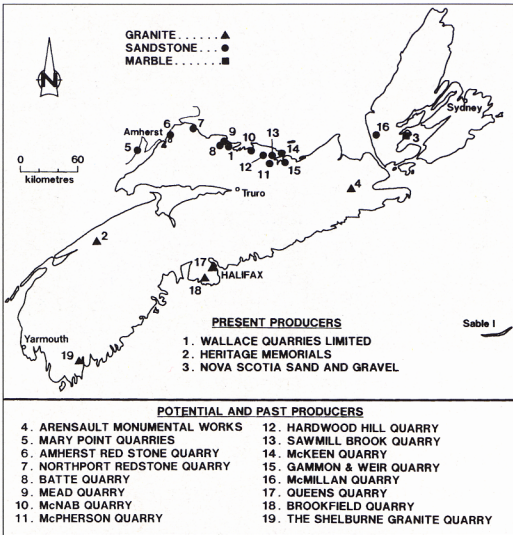 GRANITE.......▲
SANDSTONE...●
MARBLE.......■
N
Sydney
16
3
Amherst
6
7
5
9
8
1
10
13
14
12
11
15
0 60
kilometres
Truro
4
2
17
HALIFAX
18
Yarmouth
19
Sable I
PRESENT PRODUCERS
1. WALLACE QUARRIES LIMITED
2. HERITAGE MEMORIALS
3. NOVA SCOTIA SAND AND GRAVEL
POTENTIAL AND PAST PRODUCERS
4. ARENSAULT MONUMENTAL WORKS
5. MARY POINT QUARRIES
6. AMHERST RED STONE QUARRY
7. NORTHPORT REDSTONE QUARRY
8. BATTE QUARRY
9. MEAD QUARRY
10. McNAB QUARRY
11. McPHERSON QUARRY
12. HARDWOOD HILL QUARRY
13. SAWMILL BROOK QUARRY
14. McKEEN QUARRY
15. GAMMON & WEIR QUARRY
16. McMILLAN QUARRY
17. QUEENS QUARRY
18. BROOKFIELD QUARRY
19. THE SHELBURNE GRANITE QUARRY